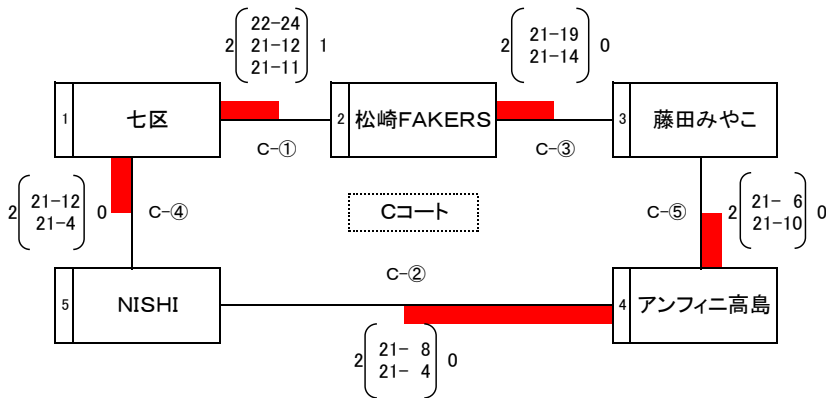 22-24
2 21-12 1
21-11
21-19
2 21-14 0
1 七区
2 松崎FAKERS
3 藤田みやこ
C-①
C-③
2 21-12 0
21-4
C-④
Cコート
C-⑤
2 21- 6 0
21-10
C-②
5 NISHI
4 アンフィニ高島
2 21- 8 0
21- 4